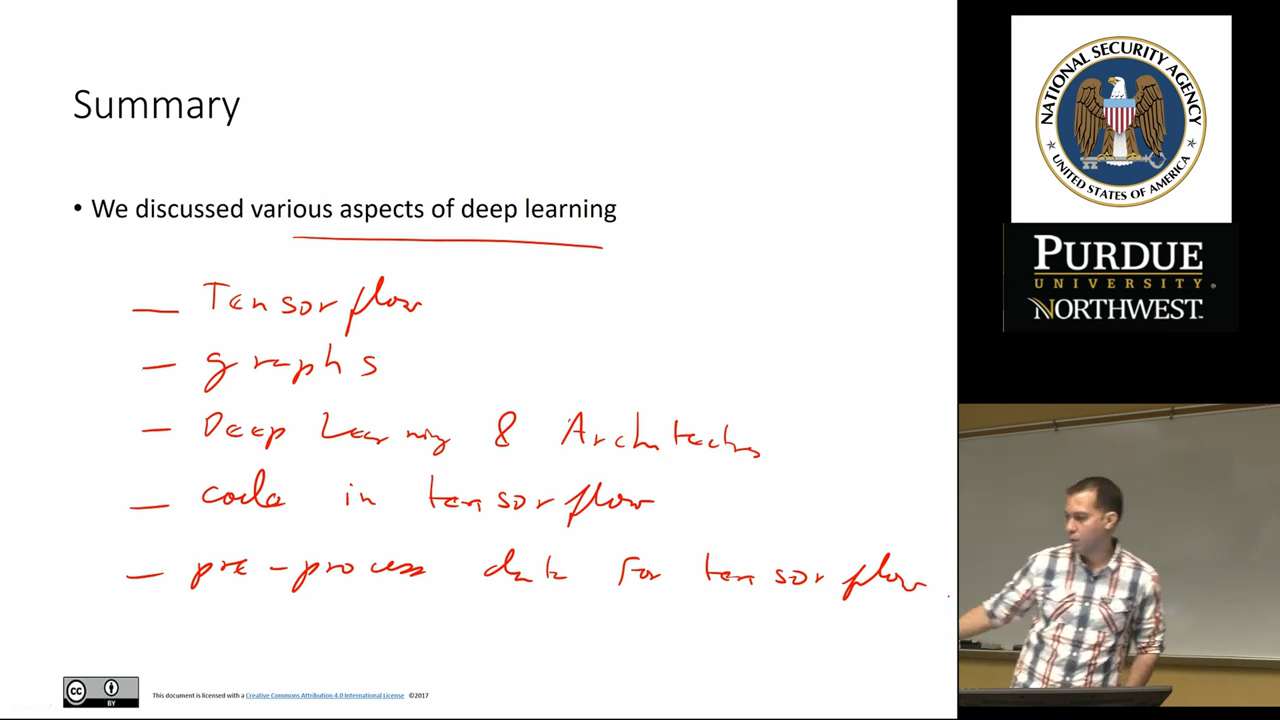 Summary
• We discussed various aspects of deep learning
— Tensorflow
— graphs
— Deep Learning & Architectures
— code in tensorflow
— pre-process data for tensorflow
This document is licensed with a Creative Commons Attribution 4.0 International License ©2017
cc
BY
NATIONAL SECURITY AGENCY
UNITED STATES OF AMERICA
PURDUE
UNIVERSITY
NORTHWEST